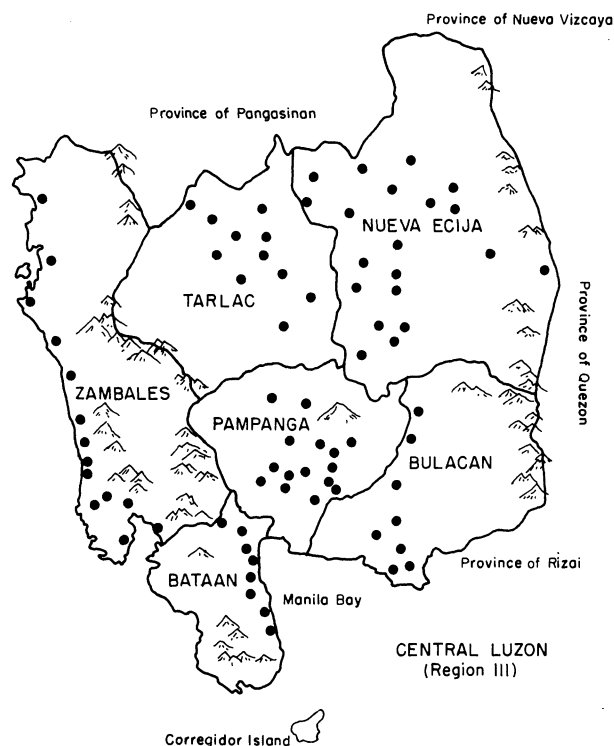 Province of Nueva Vizcaya
Province of Pangasinan
NUEVA ECIJA
TARLAC
Province of Quezon
ZAMBALES
PAMPANGA
BULACAN
Province of Rizai
BATAAN
Manila Bay
CENTRAL LUZON
(Region III)
Corregidor Island